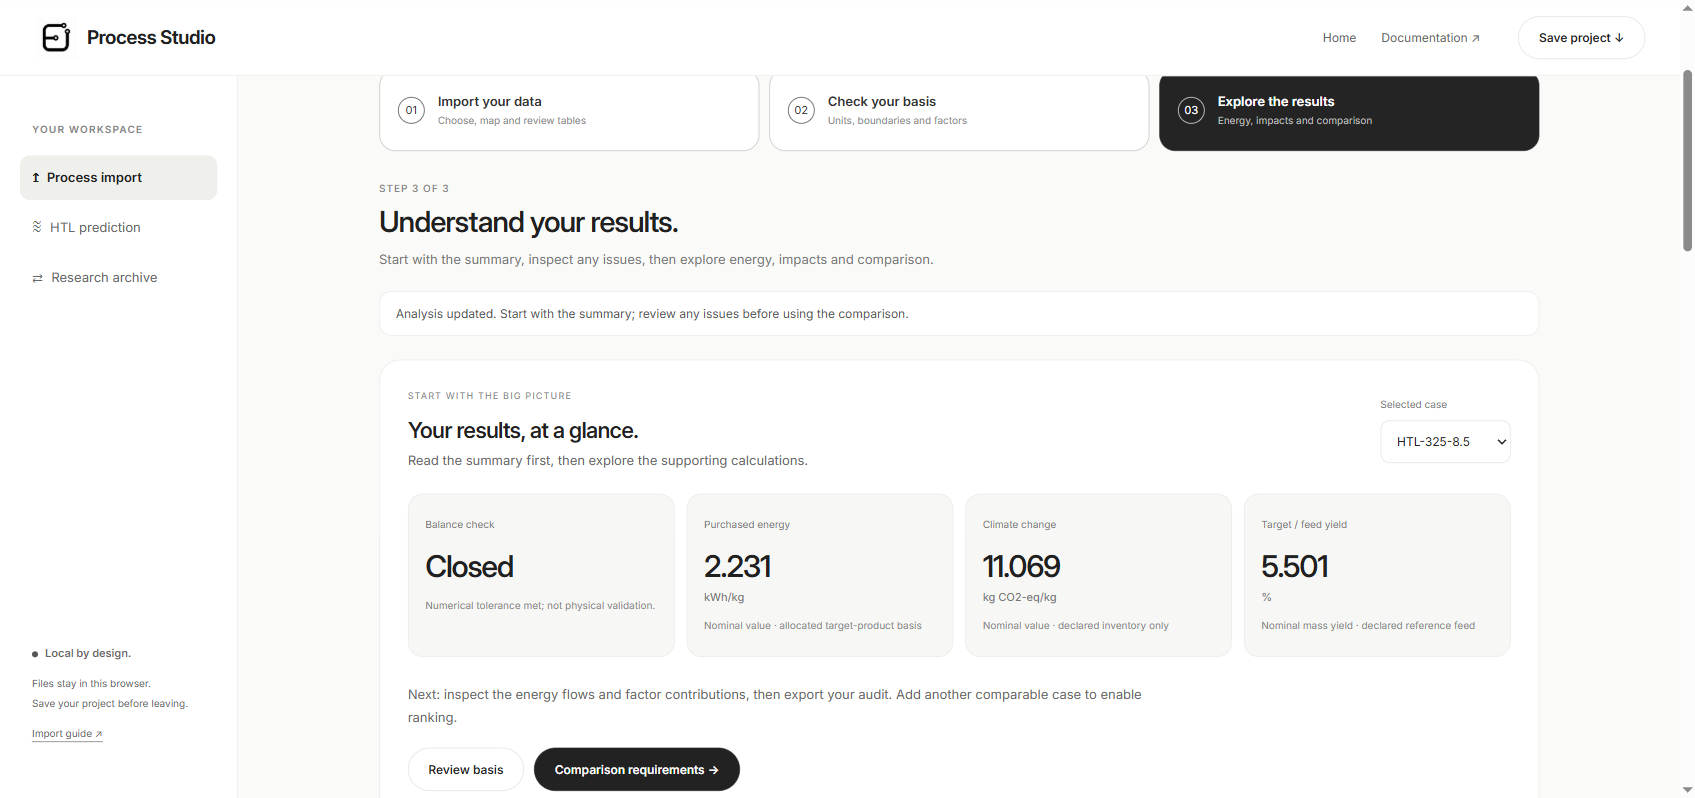 Process Studio
Home
Documentation ↗
Save project ↓
YOUR WORKSPACE
↥ Process import
HTL prediction
⇄ Research archive
Local by design.
Files stay in this browser.
Save your project before leaving.
Import guide ↗
01
Import your data
Choose, map and review tables
02
Check your basis
Units, boundaries and factors
03
Explore the results
Energy, impacts and comparison
STEP 3 OF 3
Understand your results.
Start with the summary, inspect any issues, then explore energy, impacts and comparison.
Analysis updated. Start with the summary; review any issues before using the comparison.
START WITH THE BIG PICTURE
Your results, at a glance.
Read the summary first, then explore the supporting calculations.
Selected case
HTL-325-8.5
Balance check
Closed
Numerical tolerance met; not physical validation.
Purchased energy
2.231
kWh/kg
Nominal value · allocated target-product basis
Climate change
11.069
kg CO2-eq/kg
Nominal value · declared inventory only
Target / feed yield
5.501
%
Nominal mass yield · declared reference feed
Next: inspect the energy flows and factor contributions, then export your audit. Add another comparable case to enable
ranking.
Review basis
Comparison requirements →